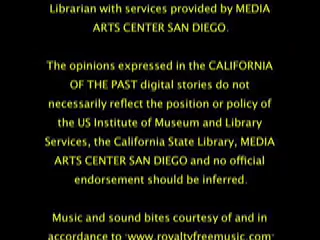 Librarian with services provided by MEDIA
ARTS CENTER SAN DIEGO.
The opinions expressed in the CALIFORNIA
OF THE PAST digital stories do not
necessarily reflect the position or policy of
the US Institute of Museum and Library
Services, the California State Library, MEDIA
ARTS CENTER SAN DIEGO and no official
endorsement should be inferred.
Music and sound bites courtesy of and in
accordance to "www.royaltyfreemusic.com"